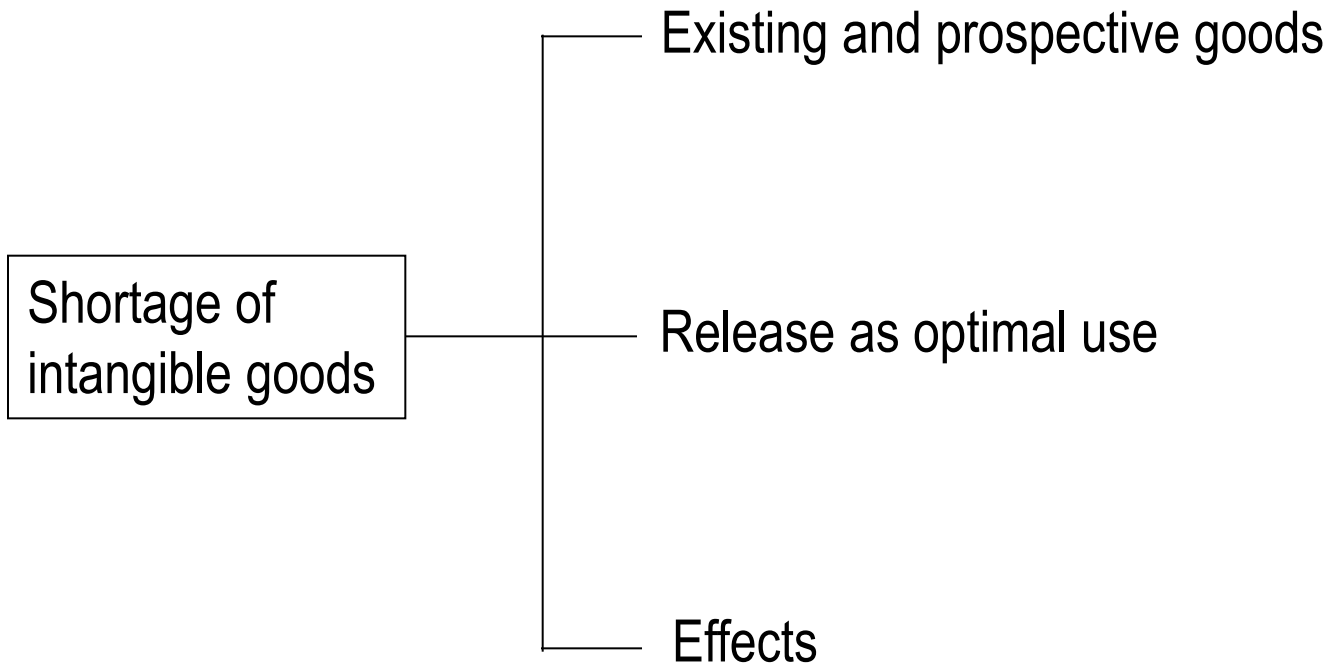 Existing and prospective goods
Shortage of
intangible goods
Release as optimal use
Effects